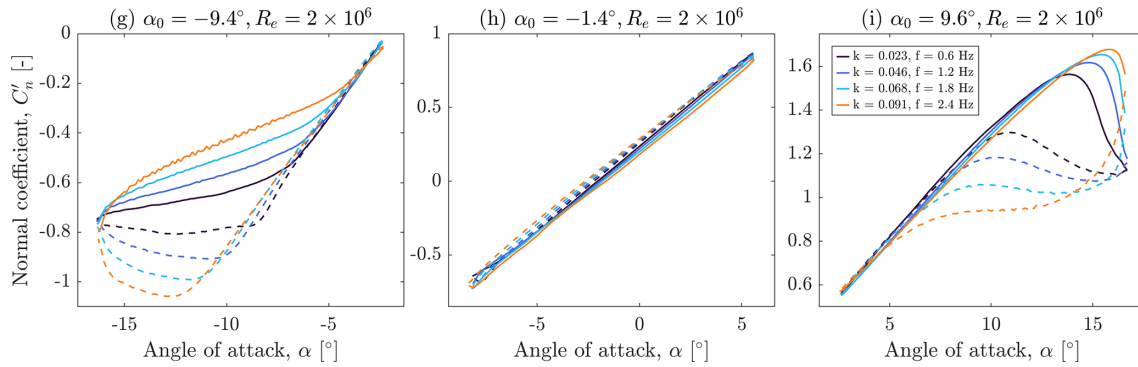 (g) α₀ = −9.4°, Rₑ = 2 × 10⁶
(h) α₀ = −1.4°, Rₑ = 2 × 10⁶
(i) α₀ = 9.6°, Rₑ = 2 × 10⁶
Normal coefficient, C′ₙ [-]
0
-0.2
-0.4
-0.6
-0.8
-1
-15
-10
-5
Angle of attack, α [°]
1
0.5
0
-0.5
-5
0
5
Angle of attack, α [°]
1.6
1.4
1.2
1
0.8
0.6
k = 0.023, f = 0.6 Hz
k = 0.046, f = 1.2 Hz
k = 0.068, f = 1.8 Hz
k = 0.091, f = 2.4 Hz
5
10
15
Angle of attack, α [°]